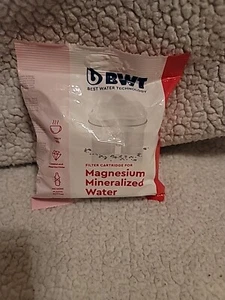 BWT
BEST WATER TECHNOLOGY
FILTER CARTRIDGE FOR
Magnesium
Mineralized
Water